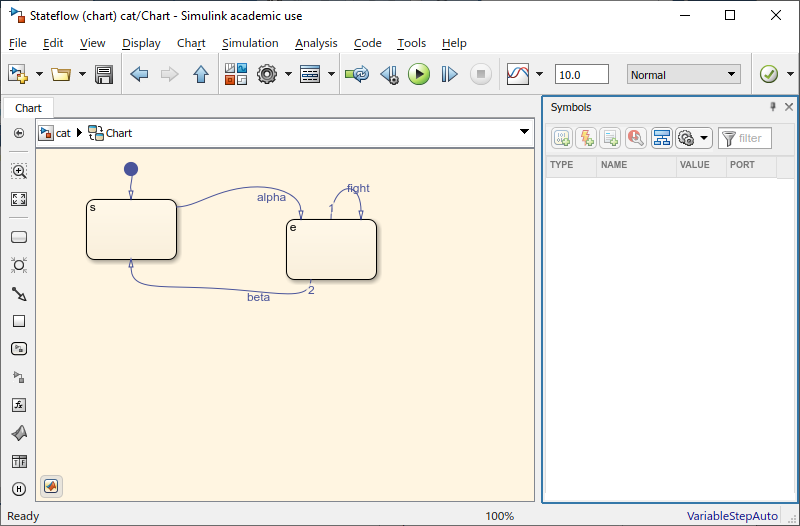 Stateflow (chart) cat/Chart - Simulink academic use
File Edit View Display Chart Simulation Analysis Code Tools Help
10.0 Normal
Chart
cat Chart
Symbols
filter
TYPE NAME VALUE PORT
s
alpha
fight
1
e
2
beta
Ready 100% VariableStepAuto